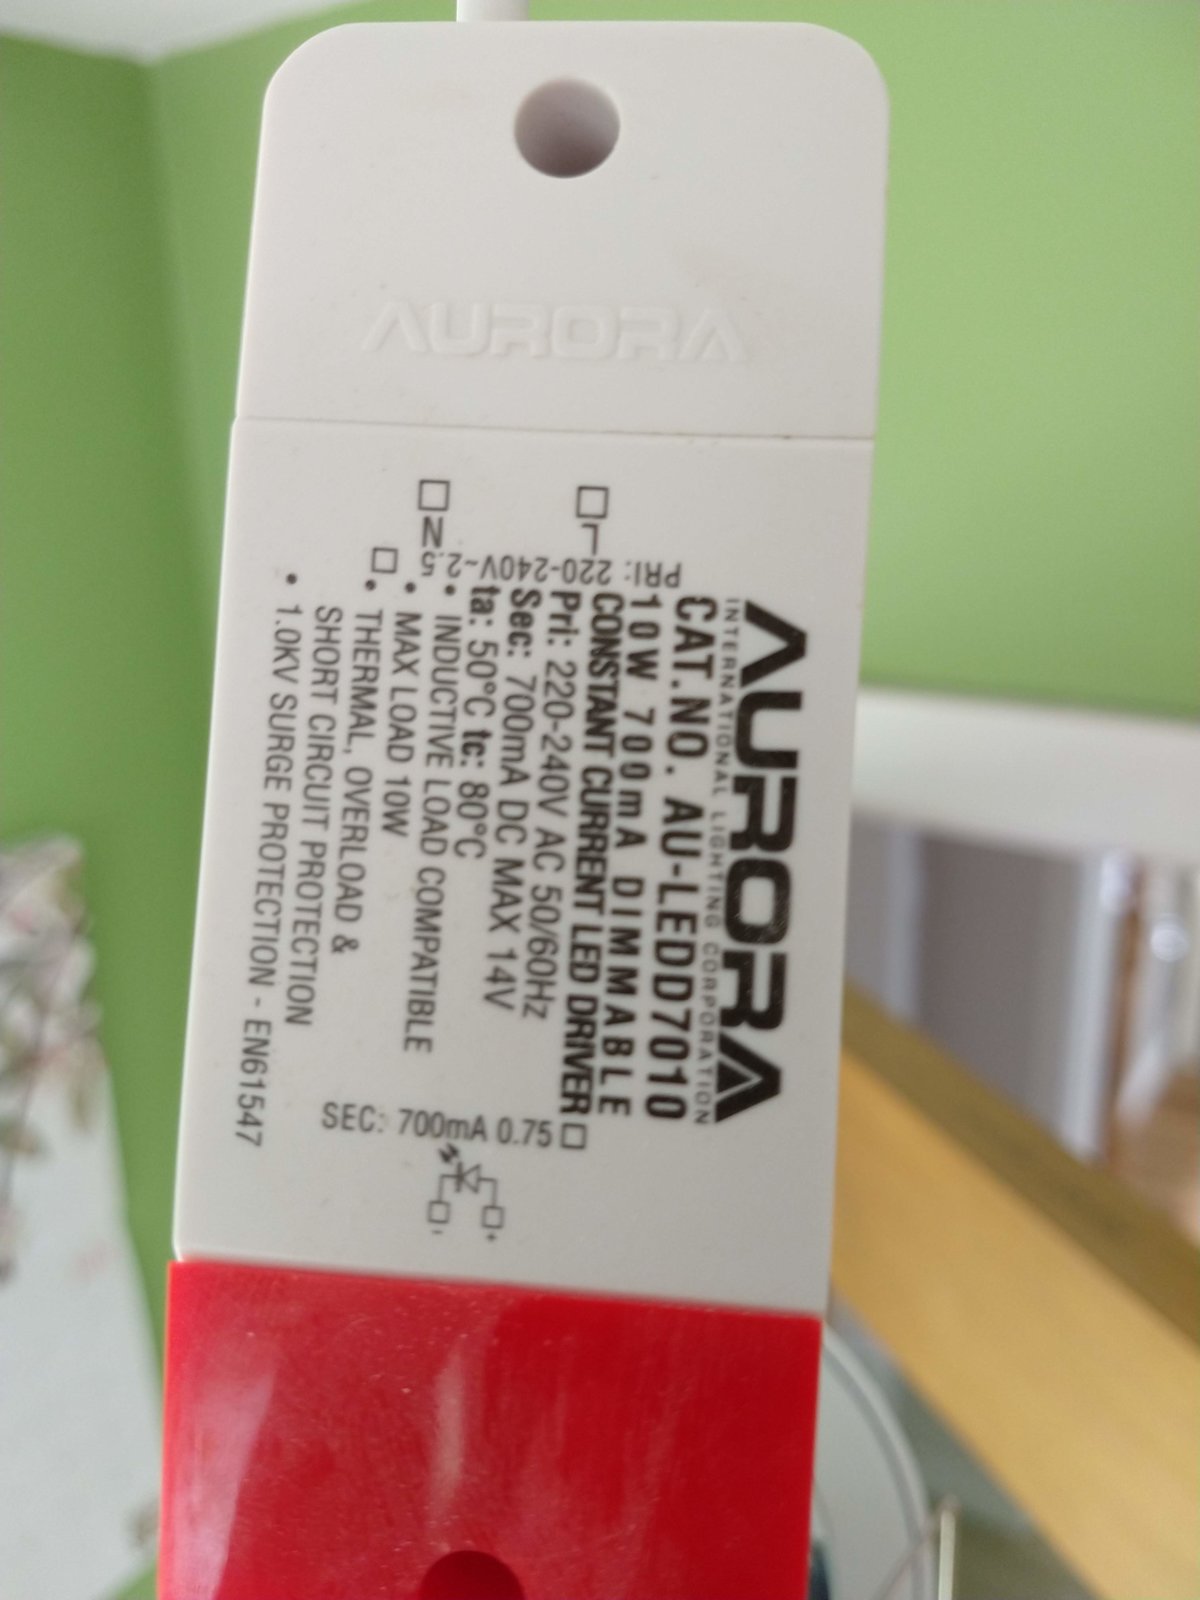 AURORA
AURORA
INTERNATIONAL LIGHTING CORPORATION
CAT.NO. AU-LEDD7010
10W 700mA DIMMABLE
CONSTANT CURRENT LED DRIVER
Pri: 220-240V AC 50/60Hz
Sec: 700mA DC MAX 14V
ta: 50°C tc: 80°C
• INDUCTIVE LOAD COMPATIBLE
• MAX LOAD 10W
• THERMAL, OVERLOAD &
SHORT CIRCUIT PROTECTION
• 1.0KV SURGE PROTECTION - EN61547
PRI: 220-240V~2.5
L
N
SEC: 700mA 0.75
+
-